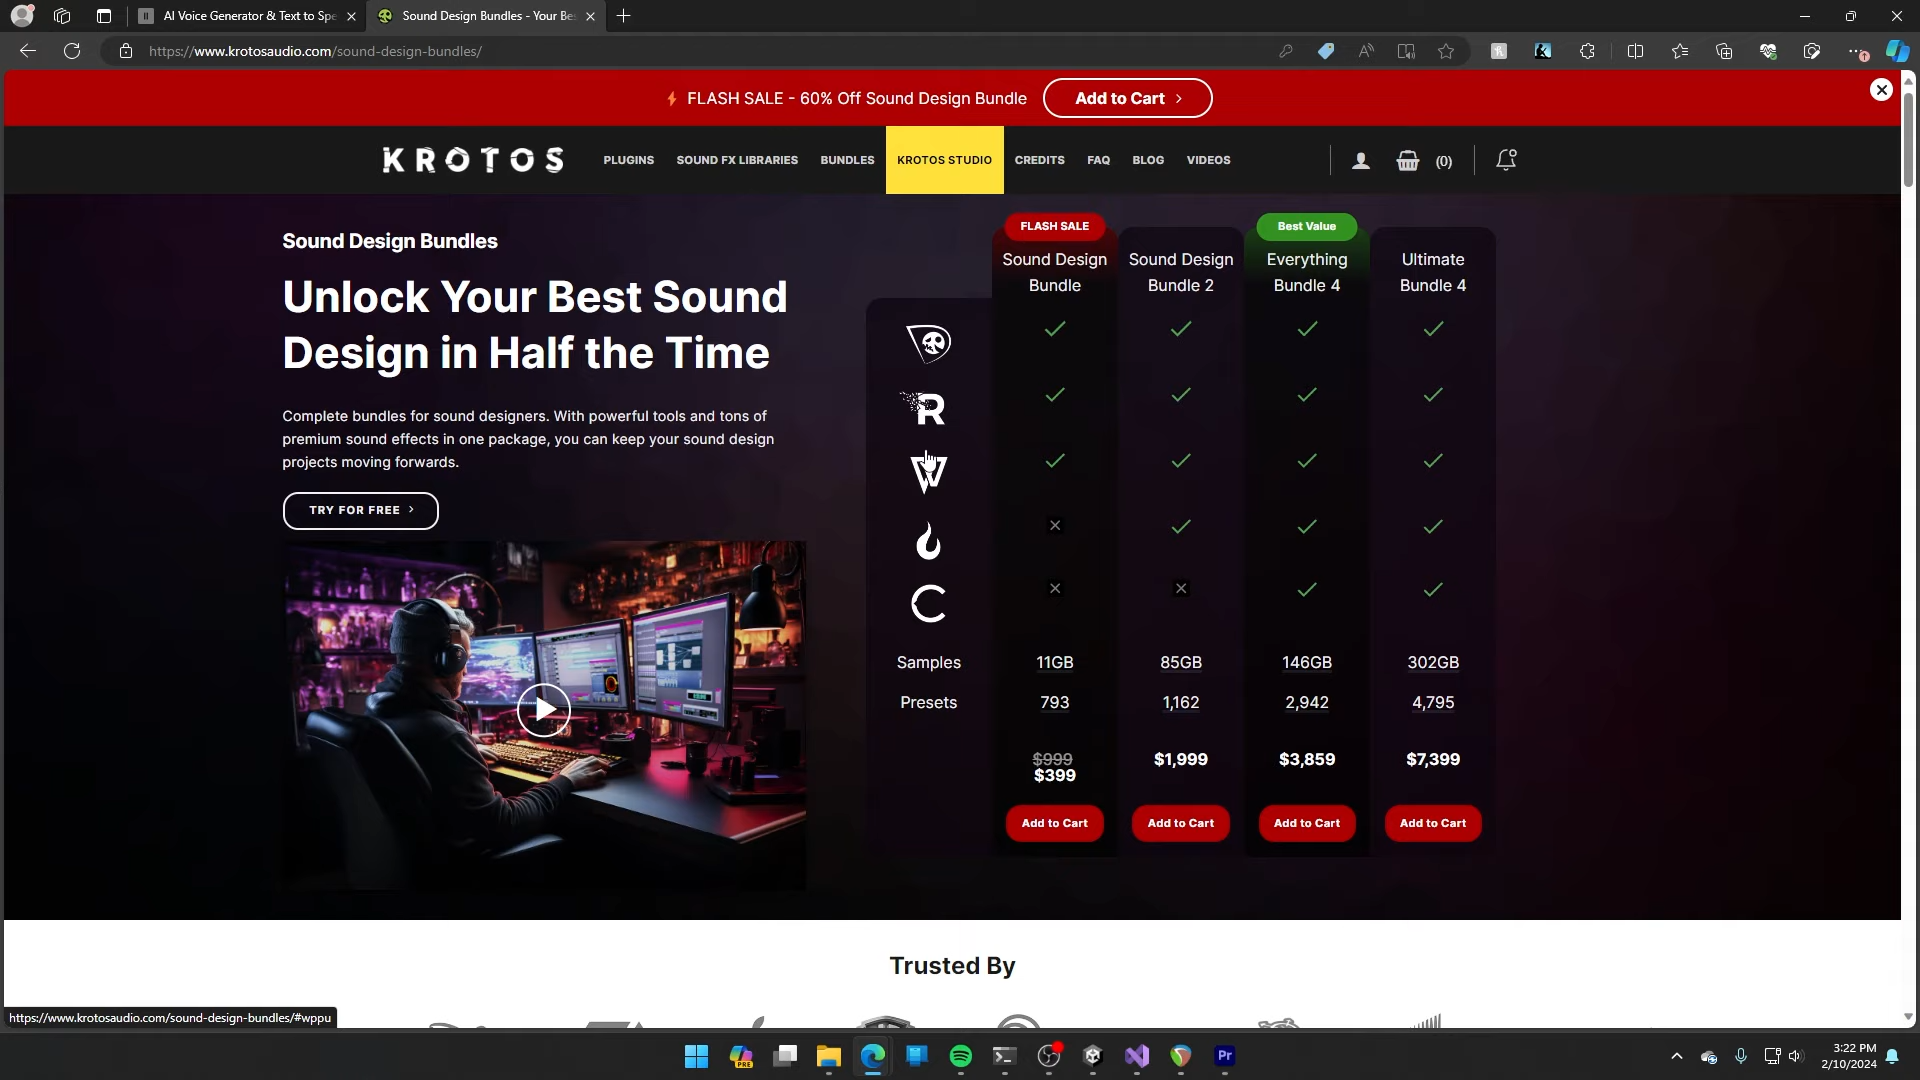 AI Voice Generator & Text to Spe
Sound Design Bundles - Your Be
https://www.krotosaudio.com/sound-design-bundles/
FLASH SALE - 60% Off Sound Design Bundle
Add to Cart
KROTOS
PLUGINS
SOUND FX LIBRARIES
BUNDLES
KROTOS STUDIO
CREDITS
FAQ
BLOG
VIDEOS
(0)
Sound Design Bundles
Unlock Your Best Sound
Design in Half the Time
Complete bundles for sound designers. With powerful tools and tons of
premium sound effects in one package, you can keep your sound design
projects moving forwards.
TRY FOR FREE
FLASH SALE
Best Value
Sound Design
Bundle
Sound Design
Bundle 2
Everything
Bundle 4
Ultimate
Bundle 4
R
W
C
Samples 11GB 85GB 146GB 302GB
Presets 793 1,162 2,942 4,795
$999
$399
$1,999 $3,859 $7,399
Add to Cart Add to Cart Add to Cart Add to Cart
Trusted By
https://www.krotosaudio.com/sound-design-bundles/#wppu
PRE
Pr
3:22 PM
2/10/2024